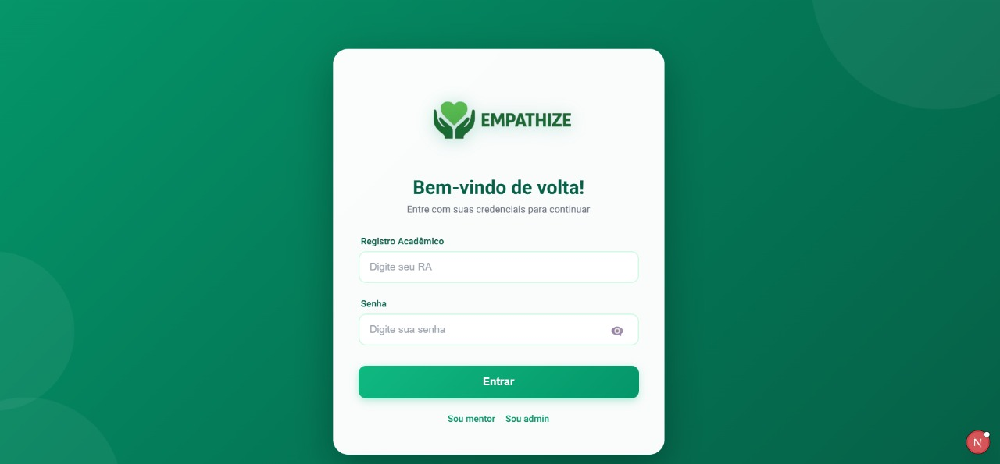 EMPATHIZE
Bem-vindo de volta!
Entre com suas credenciais para continuar
Registro Acadêmico
Digite seu RA
Senha
Digite sua senha
Entrar
Sou mentor Sou admin
N